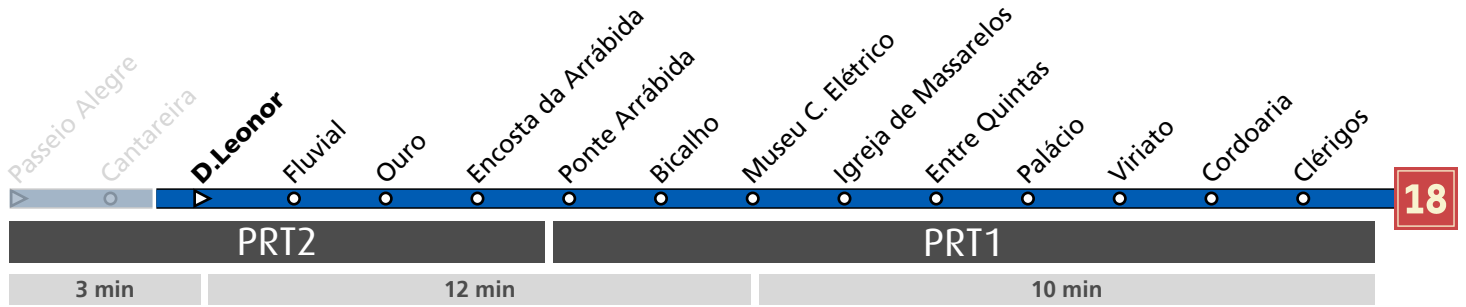 Passeio Alegre
Cantareira
D.Leonor
Fluvial
Ouro
Encosta da Arrábida
Ponte Arrábida
Bicalho
Museu C. Elétrico
Igreja de Massarelos
Entre Quintas
Palácio
Viriato
Cordoaria
Clérigos
18
PRT2 PRT1
3 min 12 min 10 min